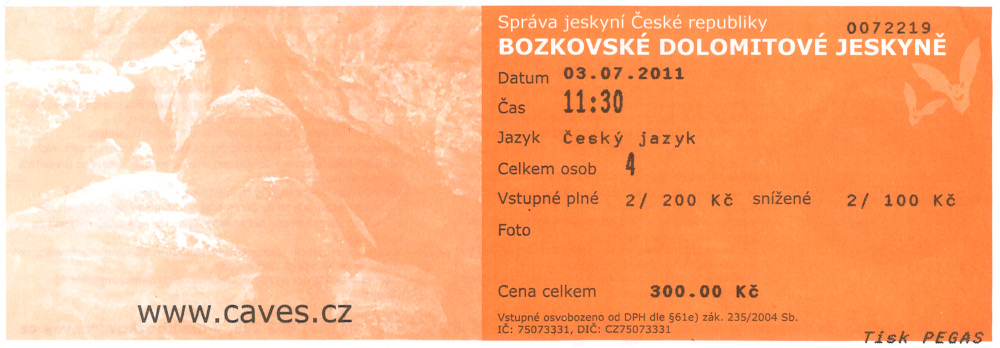 Správa jeskyní České republiky
0072219
BOZKOVSKÉ DOLOMITOVÉ JESKYNĚ
Datum 03.07.2011
Čas 11:30
Jazyk Český jazyk
Celkem osob 4
Vstupné plné 2/ 200 Kč snížené 2/ 100 Kč
Foto
Cena celkem 300.00 Kč
www.caves.cz
Vstupné osvobozeno od DPH dle §61e) zák. 235/2004 Sb.
IČ: 75073331, DIČ: CZ75073331
Tisk PEGAS